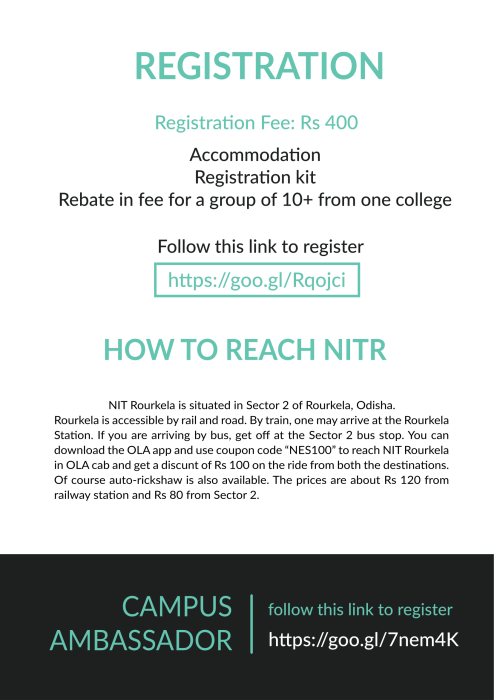 REGISTRATION
Registration Fee: Rs 400
Accommodation
Registration kit
Rebate in fee for a group of 10+ from one college
Follow this link to register
https://goo.gl/Rqojci
HOW TO REACH NITR
NIT Rourkela is situated in Sector 2 of Rourkela, Odisha.
Rourkela is accessible by rail and road. By train, one may arrive at the Rourkela
Station. If you are arriving by bus, get off at the Sector 2 bus stop. You can
download the OLA app and use coupon code “NES100” to reach NIT Rourkela
in OLA cab and get a discunt of Rs 100 on the ride from both the destinations.
Of course auto-rickshaw is also available. The prices are about Rs 120 from
railway station and Rs 80 from Sector 2.
CAMPUS
AMBASSADOR
follow this link to register
https://goo.gl/7nem4K